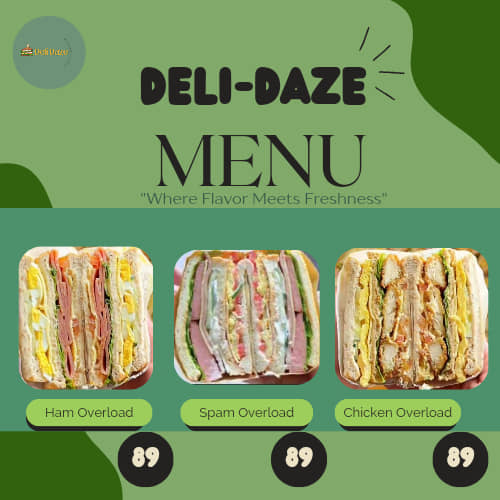 DELI-DAZE
MENU
"Where Flavor Meets Freshness"
Ham Overload
Spam Overload
Chicken Overload
89
89
89